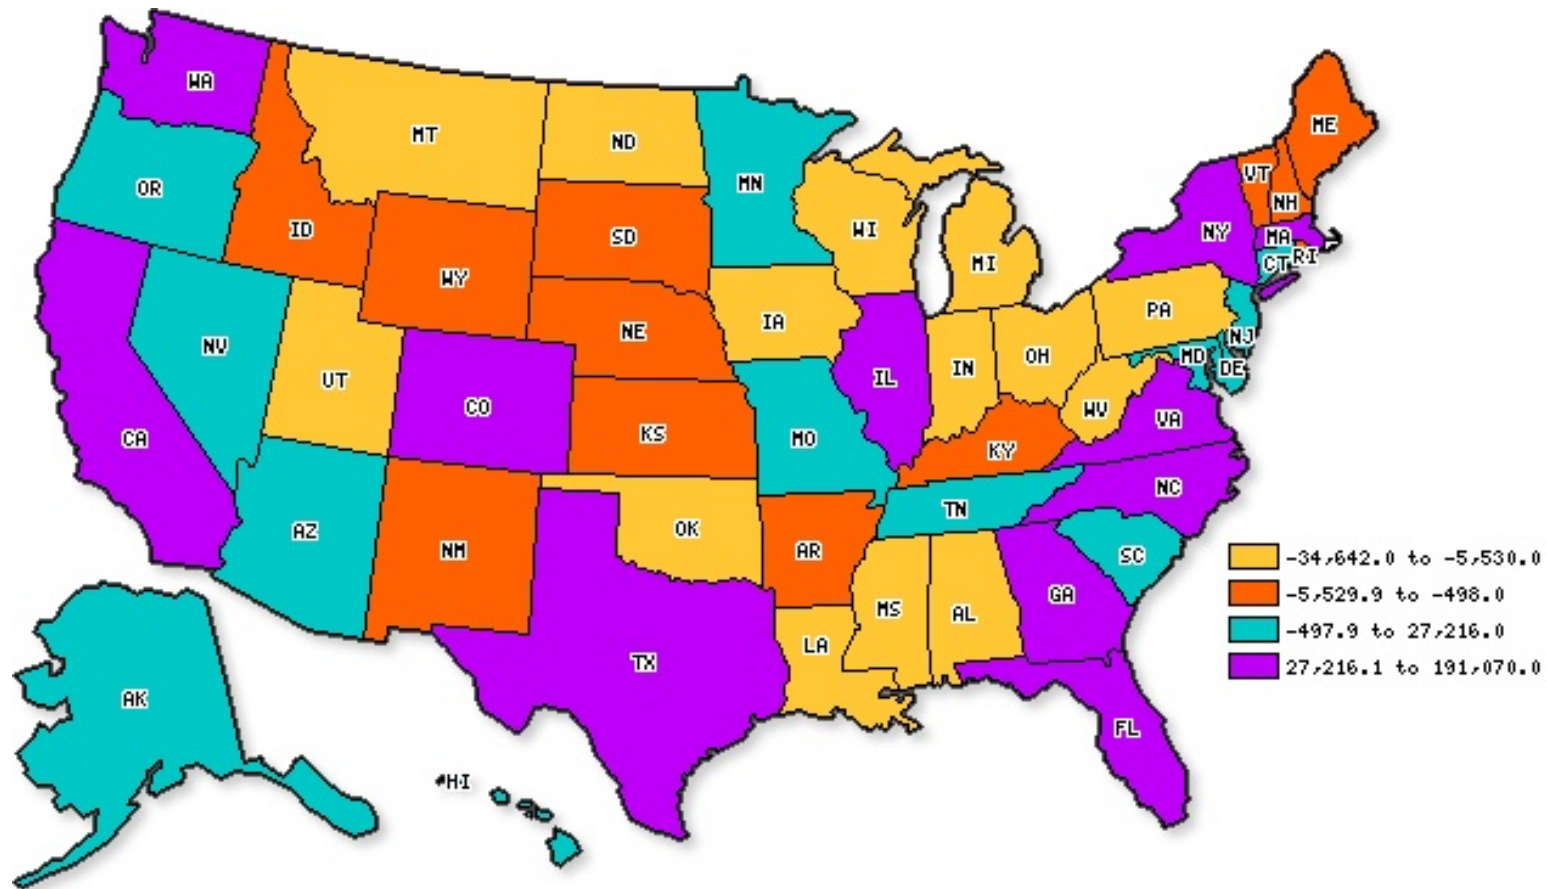 WA
MT
ND
MN
ME
VT
OR
NH
ID
SD
WI
NY
MA
MI
CT
RI
WY
IA
PA
NE
NV
NJ
OH
MD
IN
DE
UT
IL
CO
WV
VA
CA
KS
MO
KY
NC
TN
AZ
OK
NM
AR
SC
-34,642.0 to -5,530.0
GA
-5,529.9 to -498.0
MS
AL
-497.9 to 27,216.0
LA
TX
27,216.1 to 191,070.0
AK
FL
HI